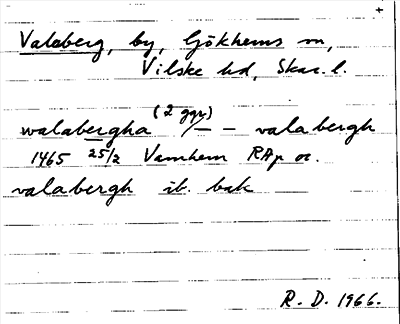 +
Valaberg, by, Gökhems sn,
Vilske hd, Skar. l.
walabergha (2 ggr) — – valabergh
1465 25/2 Varnhem RAp or.
valabergh ib. bak
R. D. 1966.